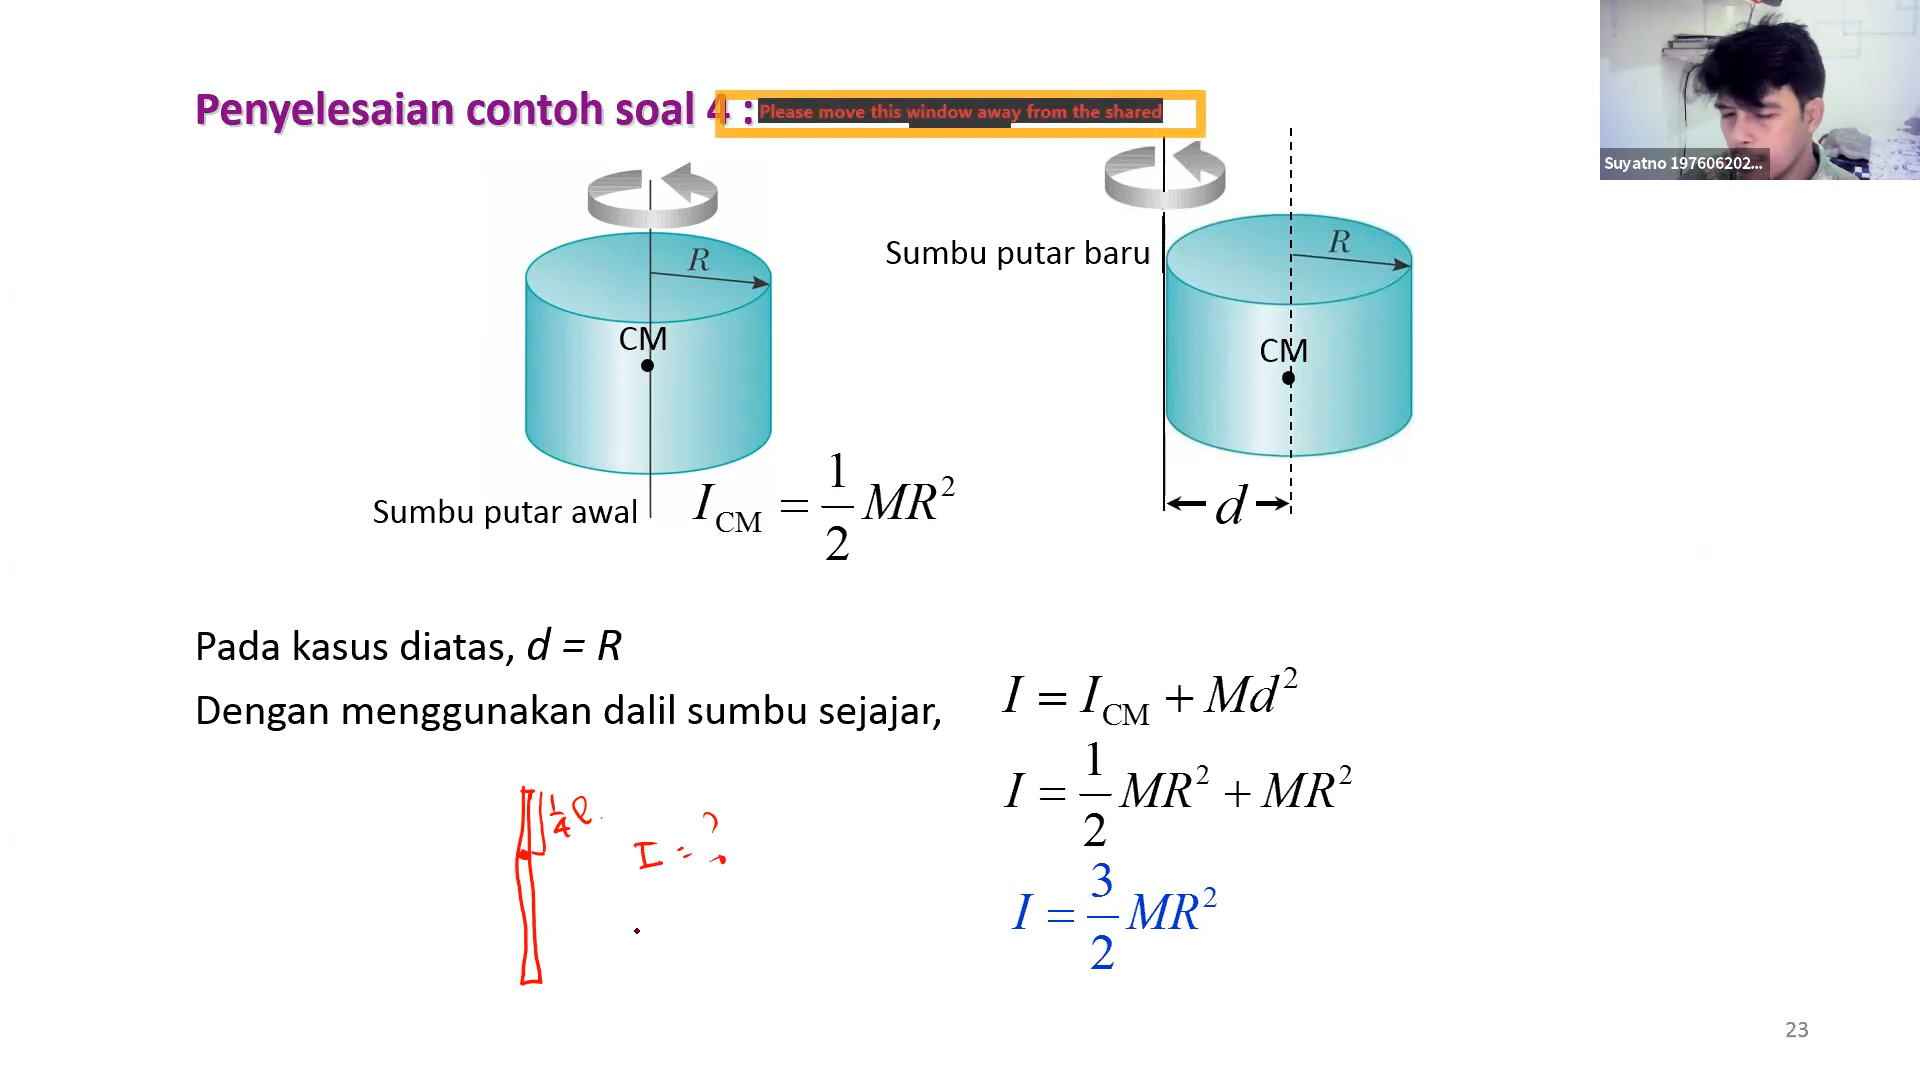 Penyelesaian contoh soal 4 :
Please move this window away from the shared
Suyatno 197606202...
R
Sumbu putar baru
R
CM
CM
Sumbu putar awal
I_CM = 1/2 MR²
d
Pada kasus diatas, d = R
Dengan menggunakan dalil sumbu sejajar,
I = I_CM + Md²
I = 1/2 MR² + MR²
I = 3/2 MR²
1/4 l
I = ?
23